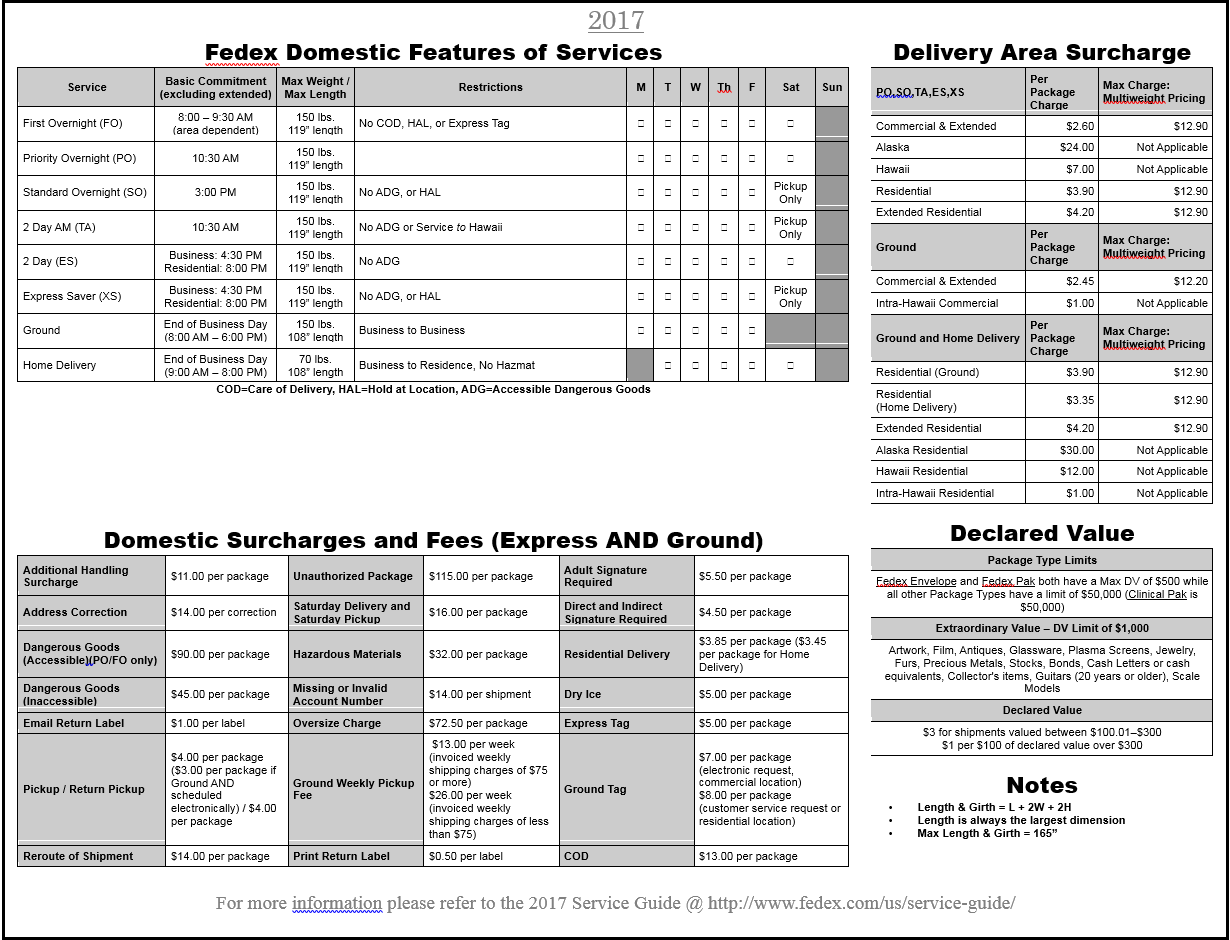 2017
Fedex Domestic Features of Services
Service	Basic Commitment (excluding extended)	Max Weight / Max Length	Restrictions	M	T	W	Th	F	Sat	Sun
First Overnight (FO)	8:00 – 9:30 AM (area dependent)	150 lbs. 119” length	No COD, HAL, or Express Tag	□	□	□	□	□	□
Priority Overnight (PO)	10:30 AM	150 lbs. 119” length		□	□	□	□	□	□
Standard Overnight (SO)	3:00 PM	150 lbs. 119” length	No ADG, or HAL	□	□	□	□	□	Pickup Only
2 Day AM (TA)	10:30 AM	150 lbs. 119” length	No ADG or Service to Hawaii	□	□	□	□	□	Pickup Only
2 Day (ES)	Business: 4:30 PM Residential: 8:00 PM	150 lbs. 119” length	No ADG	□	□	□	□	□	□
Express Saver (XS)	Business: 4:30 PM Residential: 8:00 PM	150 lbs. 119” length	No ADG, or HAL	□	□	□	□	□	Pickup Only
Ground	End of Business Day (8:00 AM – 6:00 PM)	150 lbs. 108” length	Business to Business	□	□	□	□	□
Home Delivery	End of Business Day (9:00 AM – 8:00 PM)	70 lbs. 108” length	Business to Residence, No Hazmat		□	□	□	□	□
COD=Care of Delivery, HAL=Hold at Location, ADG=Accessible Dangerous Goods
Delivery Area Surcharge
PO,SO,TA,ES,XS	Per Package Charge	Max Charge: Multiweight Pricing
Commercial & Extended	$2.60	$12.90
Alaska	$24.00	Not Applicable
Hawaii	$7.00	Not Applicable
Residential	$3.90	$12.90
Extended Residential	$4.20	$12.90
Ground	Per Package Charge	Max Charge: Multiweight Pricing
Commercial & Extended	$2.45	$12.20
Intra-Hawaii Commercial	$1.00	Not Applicable
Ground and Home Delivery	Per Package Charge	Max Charge: Multiweight Pricing
Residential (Ground)	$3.90	$12.90
Residential (Home Delivery)	$3.35	$12.90
Extended Residential	$4.20	$12.90
Alaska Residential	$30.00	Not Applicable
Hawaii Residential	$12.00	Not Applicable
Intra-Hawaii Residential	$1.00	Not Applicable
Domestic Surcharges and Fees (Express AND Ground)
Additional Handling Surcharge	$11.00 per package	Unauthorized Package	$115.00 per package	Adult Signature Required	$5.50 per package
Address Correction	$14.00 per correction	Saturday Delivery and Saturday Pickup	$16.00 per package	Direct and Indirect Signature Required	$4.50 per package
Dangerous Goods (Accessible)(PO/FO only)	$90.00 per package	Hazardous Materials	$32.00 per package	Residential Delivery	$3.85 per package ($3.45 per package for Home Delivery)
Dangerous Goods (Inaccessible)	$45.00 per package	Missing or Invalid Account Number	$14.00 per shipment	Dry Ice	$5.00 per package
Email Return Label	$1.00 per label	Oversize Charge	$72.50 per package	Express Tag	$5.00 per package
Pickup / Return Pickup	$4.00 per package ($3.00 per package if Ground AND scheduled electronically) / $4.00 per package	Ground Weekly Pickup Fee	$13.00 per week (invoiced weekly shipping charges of $75 or more) $26.00 per week (invoiced weekly shipping charges of less than $75)	Ground Tag	$7.00 per package (electronic request, commercial location) $8.00 per package (customer service request or residential location)
Reroute of Shipment	$14.00 per package	Print Return Label	$0.50 per label	COD	$13.00 per package
Declared Value
Package Type Limits
Fedex Envelope and Fedex Pak both have a Max DV of $500 while
all other Package Types have a limit of $50,000 (Clinical Pak is
$50,000)
Extraordinary Value – DV Limit of $1,000
Artwork, Film, Antiques, Glassware, Plasma Screens, Jewelry,
Furs, Precious Metals, Stocks, Bonds, Cash Letters or cash
equivalents, Collector's items, Guitars (20 years or older), Scale
Models
Declared Value
$3 for shipments valued between $100.01–$300
$1 per $100 of declared value over $300
Notes
• Length & Girth = L + 2W + 2H
• Length is always the largest dimension
• Max Length & Girth = 165”
For more information please refer to the 2017 Service Guide @ http://www.fedex.com/us/service-guide/